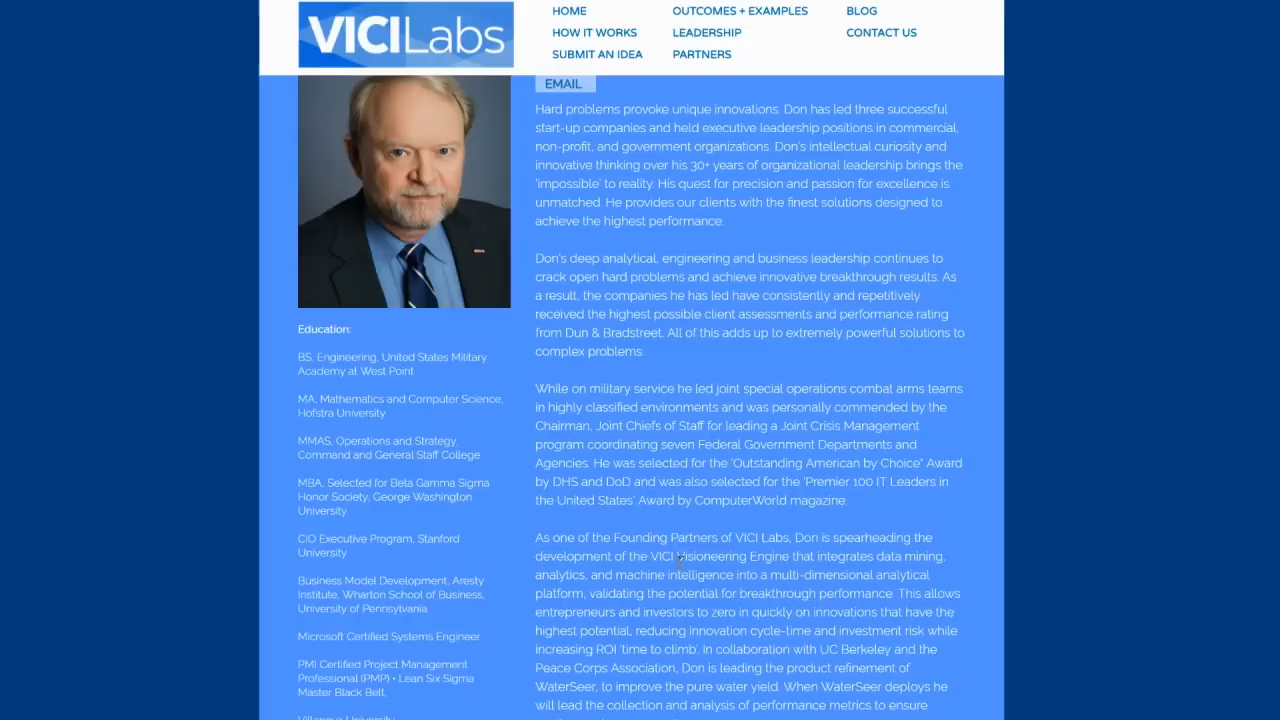 VICILabs
HOME
OUTCOMES + EXAMPLES
BLOG
HOW IT WORKS
LEADERSHIP
CONTACT US
SUBMIT AN IDEA
PARTNERS
EMAIL
Hard problems provoke unique innovations. Don has led three successful
start-up companies and held executive leadership positions in commercial,
non-profit, and government organizations. Don's intellectual curiosity and
innovative thinking over his 30+ years of organizational leadership brings the
'impossible' to reality. His quest for precision and passion for excellence is
unmatched. He provides our clients with the finest solutions designed to
achieve the highest performance.
Don's deep analytical, engineering and business leadership continues to
crack open hard problems and achieve innovative breakthrough results. As
a result, the companies he has led have consistently and repetitively
received the highest possible client assessments and performance rating
from Dun & Bradstreet. All of this adds up to extremely powerful solutions to
complex problems.
While on military service he led joint special operations combat arms teams
in highly classified environments and was personally commended by the
Chairman, Joint Chiefs of Staff for leading a Joint Crisis Management
program coordinating seven Federal Government Departments and
Agencies. He was selected for the 'Outstanding American by Choice" Award
by DHS and DoD and was also selected for the 'Premier 100 IT Leaders in
the United States' Award by ComputerWorld magazine.
As one of the Founding Partners of VICI Labs, Don is spearheading the
development of the VICI Visioneering Engine that integrates data mining,
analytics, and machine intelligence into a multi-dimensional analytical
platform, validating the potential for breakthrough performance. This allows
entrepreneurs and investors to zero in quickly on innovations that have the
highest potential, reducing innovation cycle-time and investment risk while
increasing ROI 'time to climb'. In collaboration with UC Berkeley and the
Peace Corps Association, Don is leading the product refinement of
WaterSeer, to improve the pure water yield. When WaterSeer deploys he
will lead the collection and analysis of performance metrics to ensure
Education:
BS, Engineering, United States Military
Academy at West Point
MA, Mathematics and Computer Science,
Hofstra University
MMAS, Operations and Strategy,
Command and General Staff College
MBA, Selected for Beta Gamma Sigma
Honor Society, George Washington
University
CIO Executive Program, Stanford
University
Business Model Development, Aresty
Institute, Wharton School of Business,
University of Pennsylvania
Microsoft Certified Systems Engineer
PMI Certified Project Management
Professional (PMP) • Lean Six Sigma
Master Black Belt,
Villanova University